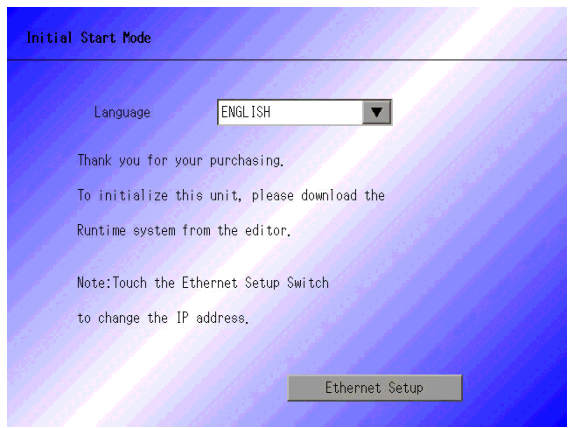 Initial Start Mode
Language ENGLISH
Thank you for your purchasing.
To initialize this unit, please download the
Runtime system from the editor.
Note:Touch the Ethernet Setup Switch
to change the IP address.
Ethernet Setup